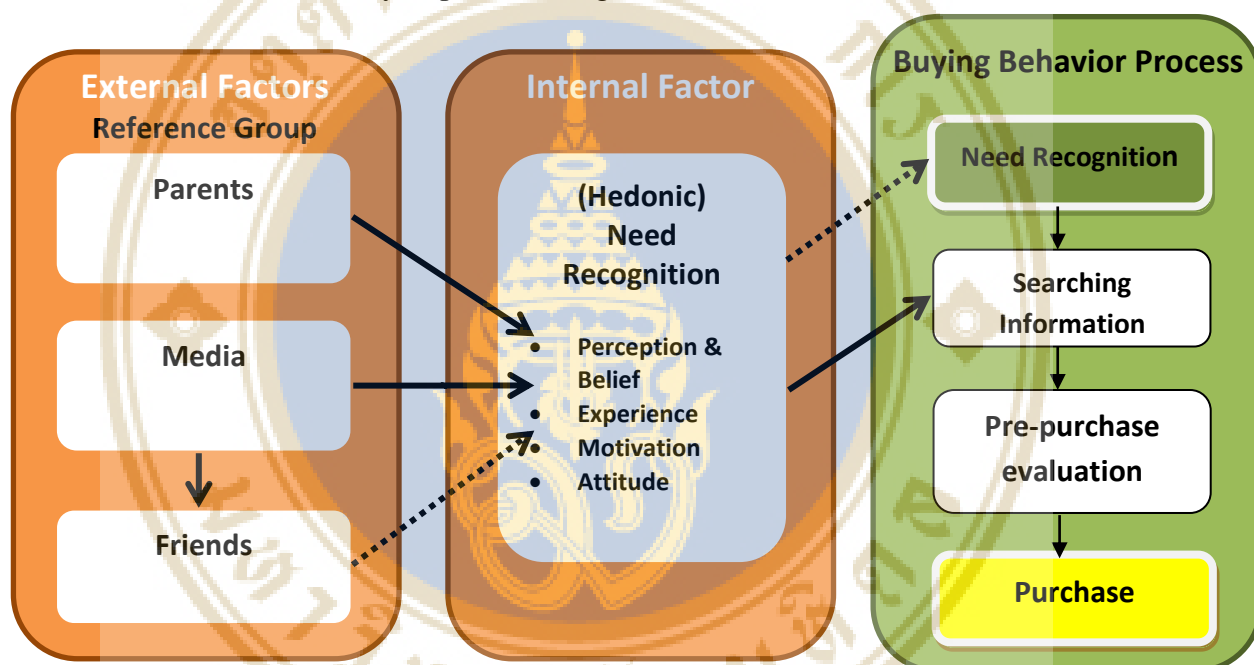 External Factors
Reference Group
Parents
Media
Friends
Internal Factor
(Hedonic)
Need
Recognition
• Perception &
Belief
• Experience
• Motivation
• Attitude
Buying Behavior Process
Need Recognition
Searching
Information
Pre-purchase
evaluation
Purchase